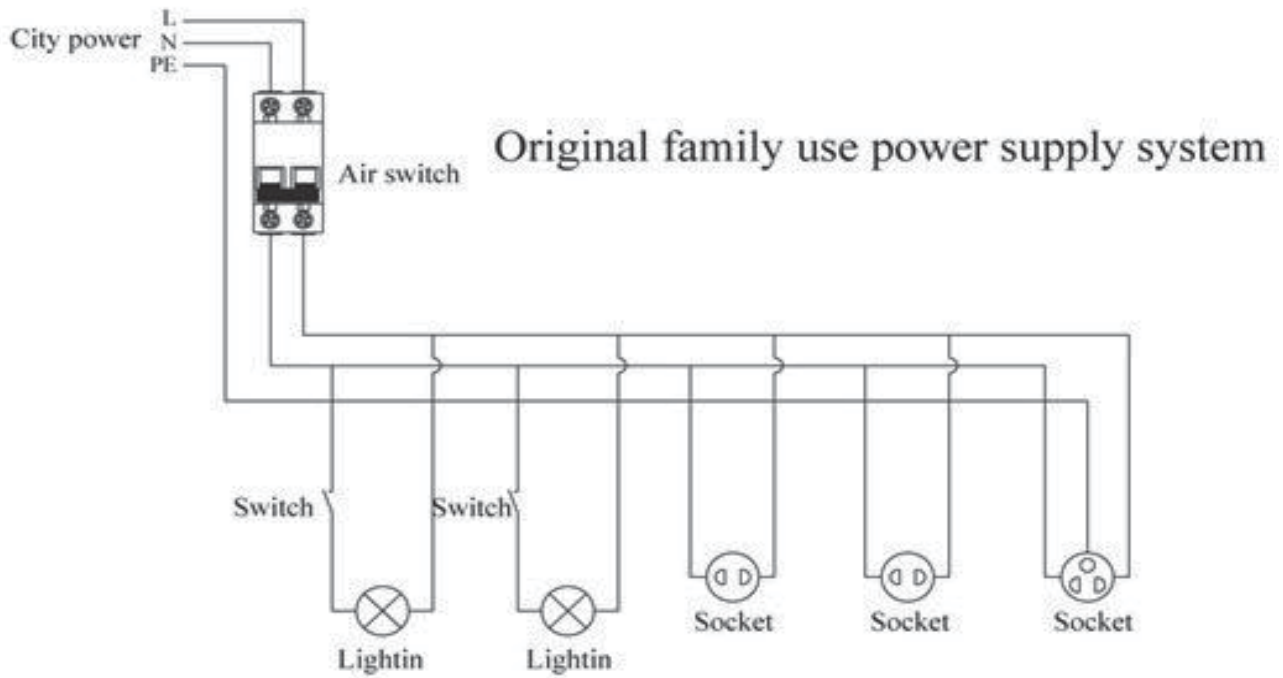 L
City power N
PE
Original family use power supply system
Air switch
Switch
Switch
Socket
Socket
Socket
Lightin
Lightin